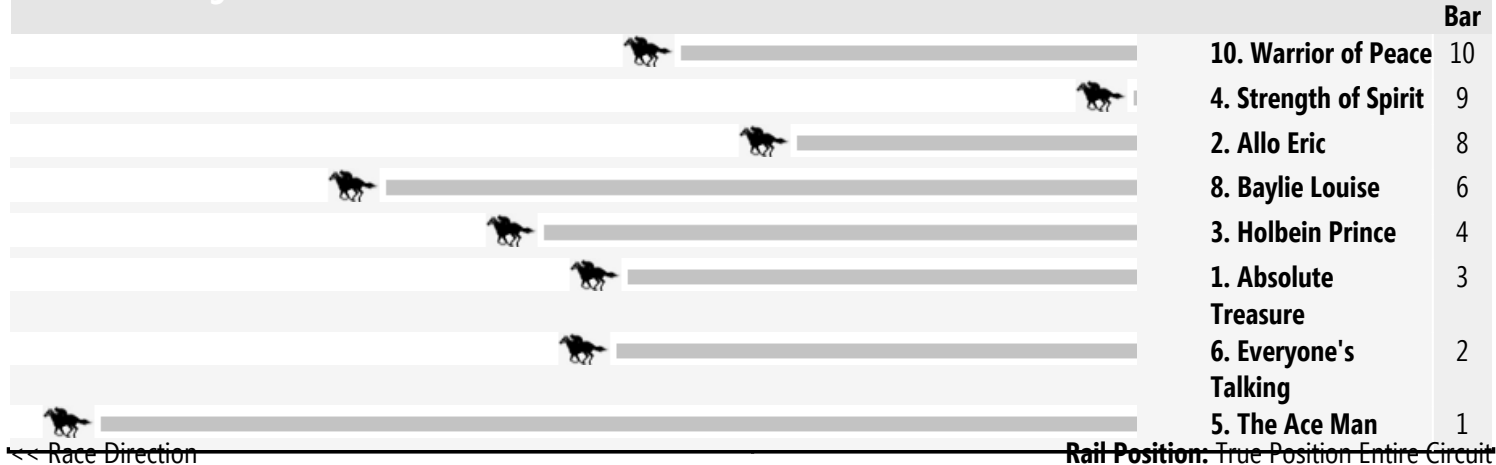 Bar
10. Warrior of Peace 10
4. Strength of Spirit 9
2. Allo Eric 8
8. Baylie Louise 6
3. Holbein Prince 4
1. Absolute 3
Treasure
6. Everyone's 2
Talking
5. The Ace Man 1
<< Race Direction Rail Position: True Position Entire Circuit